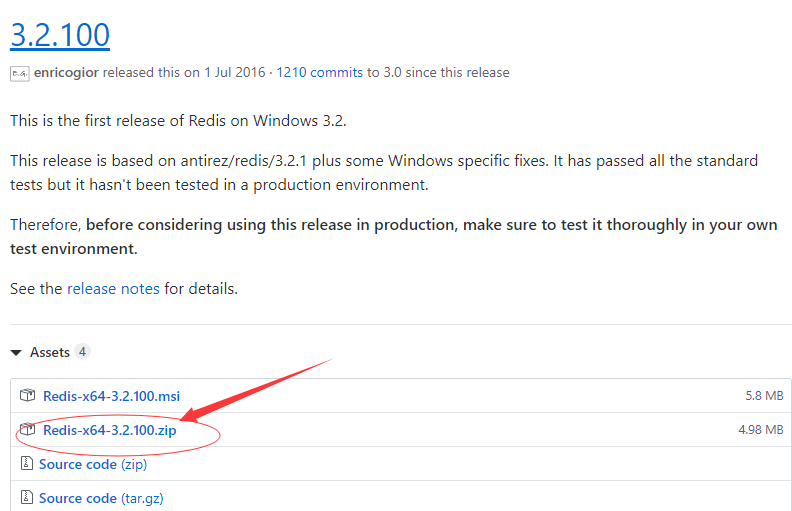 3.2.100
enricogior released this on 1 Jul 2016 · 1210 commits to 3.0 since this release
This is the first release of Redis on Windows 3.2.
This release is based on antirez/redis/3.2.1 plus some Windows specific fixes. It has passed all the standard
tests but it hasn't been tested in a production environment.
Therefore, before considering using this release in production, make sure to test it thoroughly in your own
test environment.
See the release notes for details.
Assets 4
Redis-x64-3.2.100.msi 5.8 MB
Redis-x64-3.2.100.zip 4.98 MB
Source code (zip)
Source code (tar.gz)